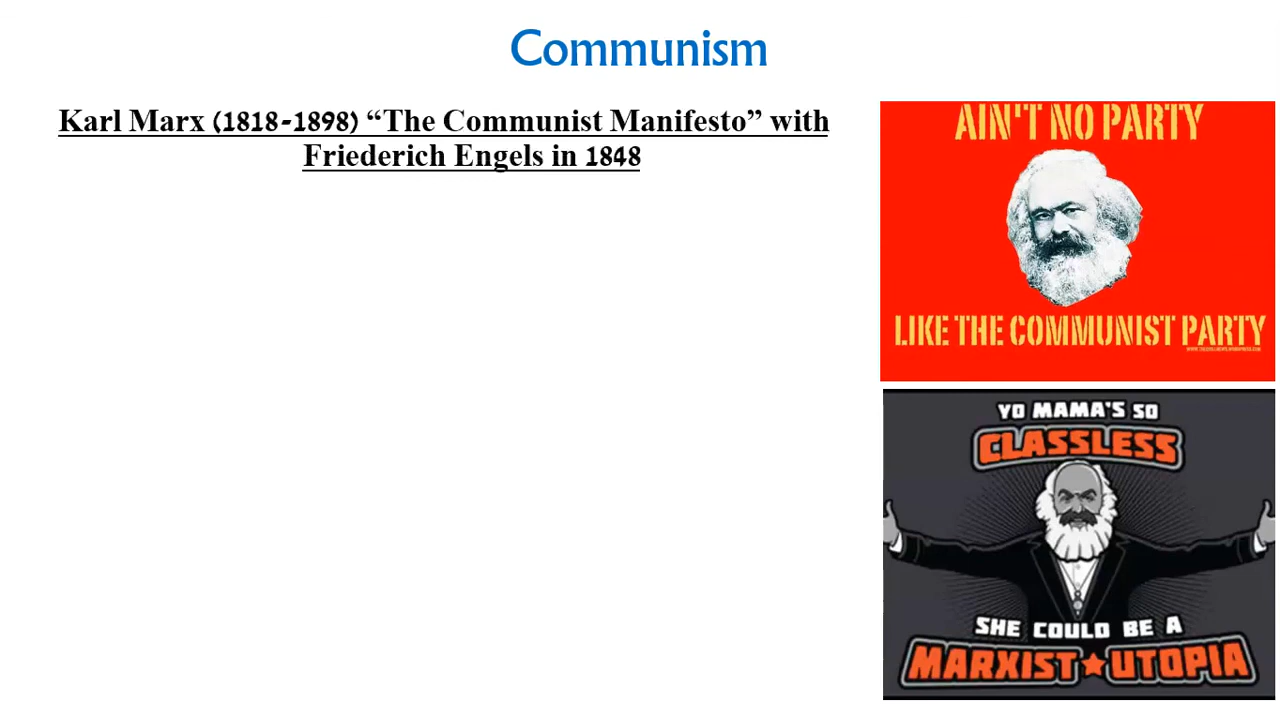 Communism
Karl Marx (1818-1898) “The Communist Manifesto” with
Friederich Engels in 1848
AIN'T NO PARTY
LIKE THE COMMUNIST PARTY
YO MAMA'S SO
CLASSLESS
SHE COULD BE A
MARXIST★UTOPIA